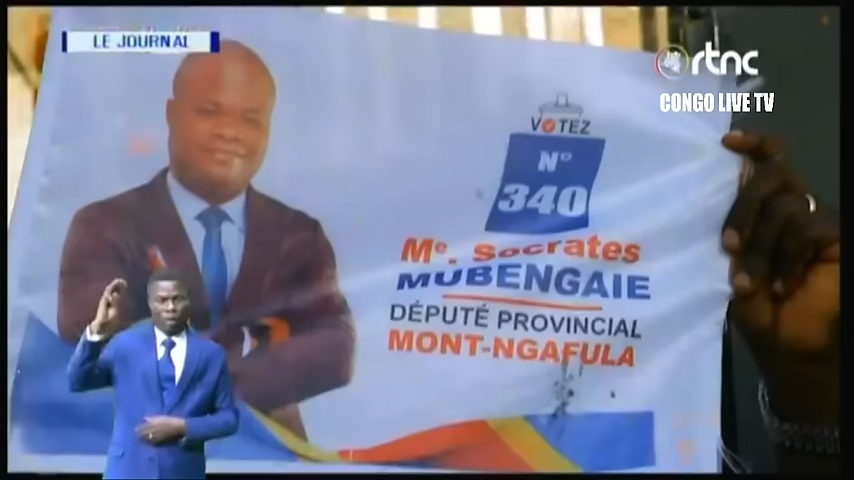 LE JOURNAL
rtnc
CONGO LIVE TV
VOTEZ
N°
340
Me. Socrates
MUBENGAIE
DÉPUTÉ PROVINCIAL
MONT-NGAFULA